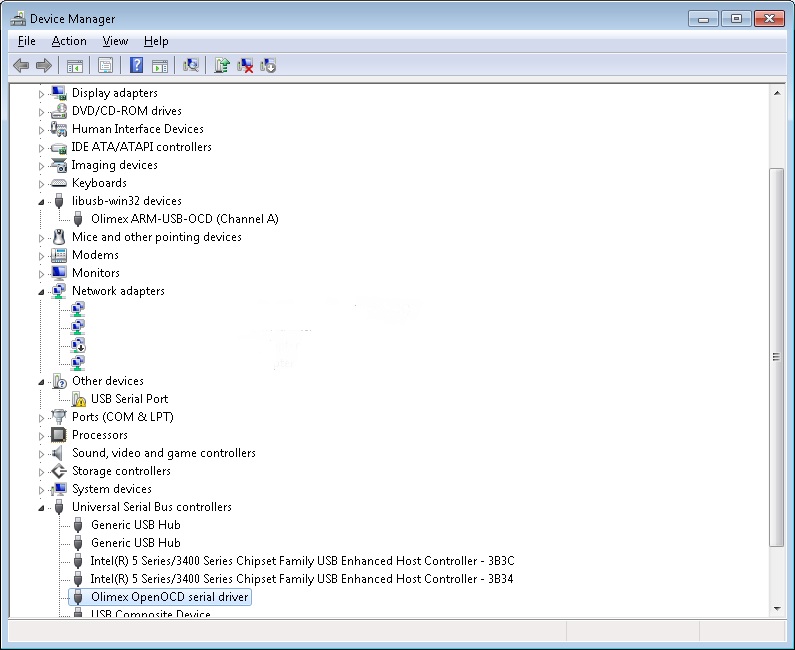 Device Manager
File Action View Help
Display adapters
DVD/CD-ROM drives
Human Interface Devices
IDE ATA/ATAPI controllers
Imaging devices
Keyboards
libusb-win32 devices
Olimex ARM-USB-OCD (Channel A)
Mice and other pointing devices
Modems
Monitors
Network adapters
Other devices
USB Serial Port
Ports (COM & LPT)
Processors
Sound, video and game controllers
Storage controllers
System devices
Universal Serial Bus controllers
Generic USB Hub
Generic USB Hub
Intel(R) 5 Series/3400 Series Chipset Family USB Enhanced Host Controller - 3B3C
Intel(R) 5 Series/3400 Series Chipset Family USB Enhanced Host Controller - 3B34
Olimex OpenOCD serial driver
USB Composite Device